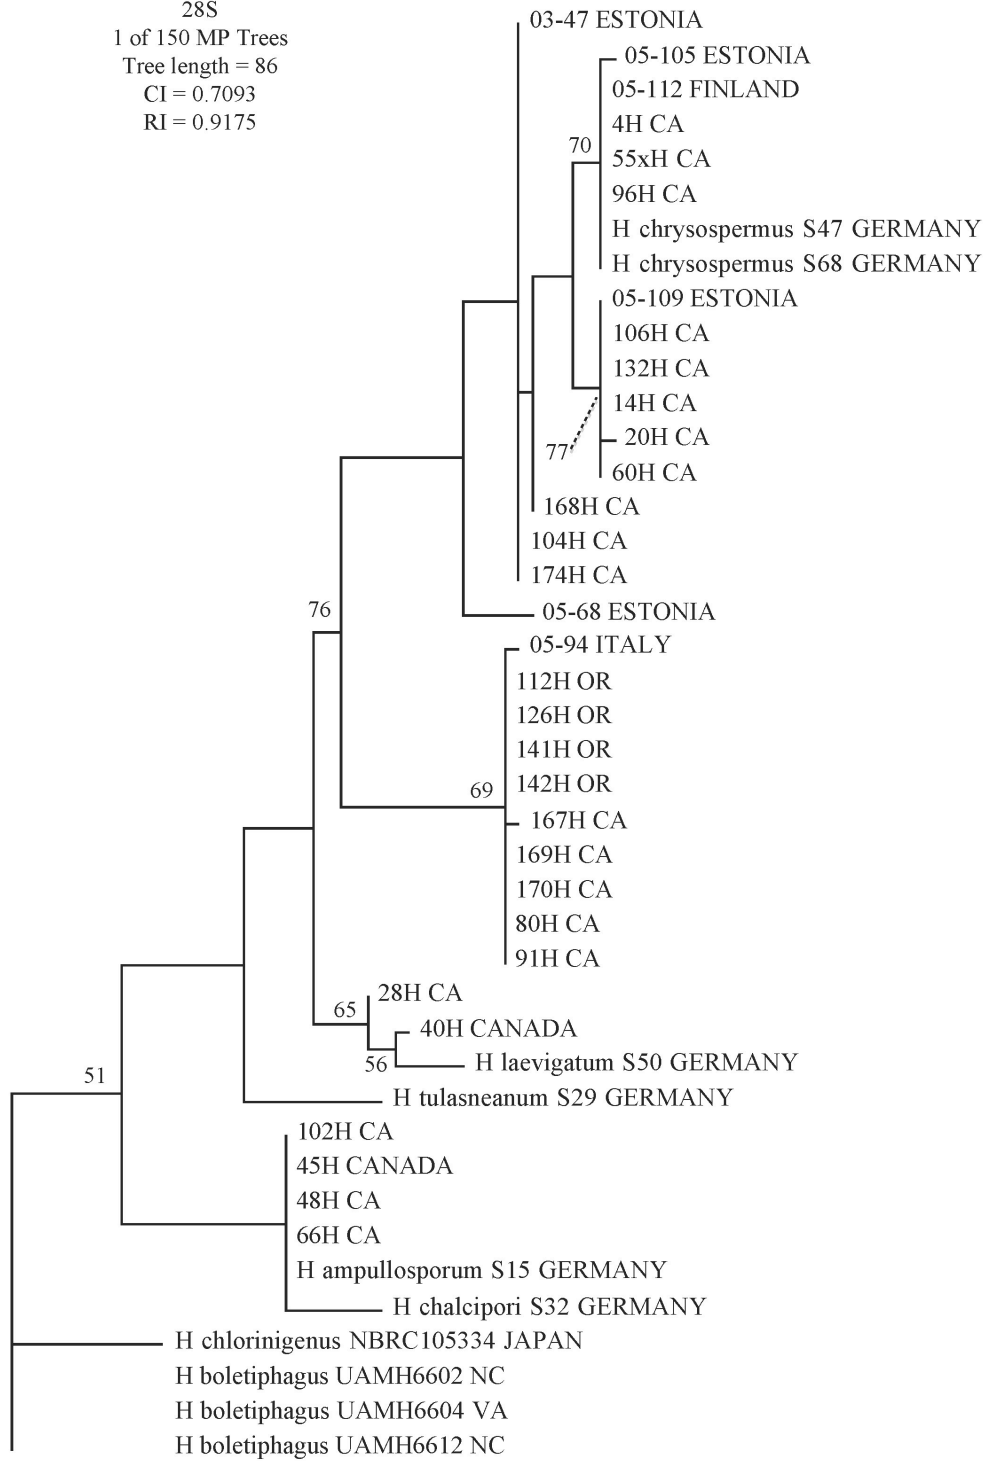 28S
1 of 150 MP Trees
Tree length = 86
CI = 0.7093
RI = 0.9175
03-47 ESTONIA
05-105 ESTONIA
05-112 FINLAND
4H CA
70
55xH CA
96H CA
H chrysospermus S47 GERMANY
H chrysospermus S68 GERMANY
05-109 ESTONIA
106H CA
132H CA
14H CA
20H CA
77
60H CA
168H CA
104H CA
174H CA
76
05-68 ESTONIA
05-94 ITALY
112H OR
126H OR
141H OR
142H OR
69
167H CA
169H CA
170H CA
80H CA
91H CA
28H CA
65
40H CANADA
56
H laevigatum S50 GERMANY
51
H tulasneanum S29 GERMANY
102H CA
45H CANADA
48H CA
66H CA
H ampullosporum S15 GERMANY
H chalcipori S32 GERMANY
H chlorinigenus NBRC105334 JAPAN
H boletiphagus UAMH6602 NC
H boletiphagus UAMH6604 VA
H boletiphagus UAMH6612 NC